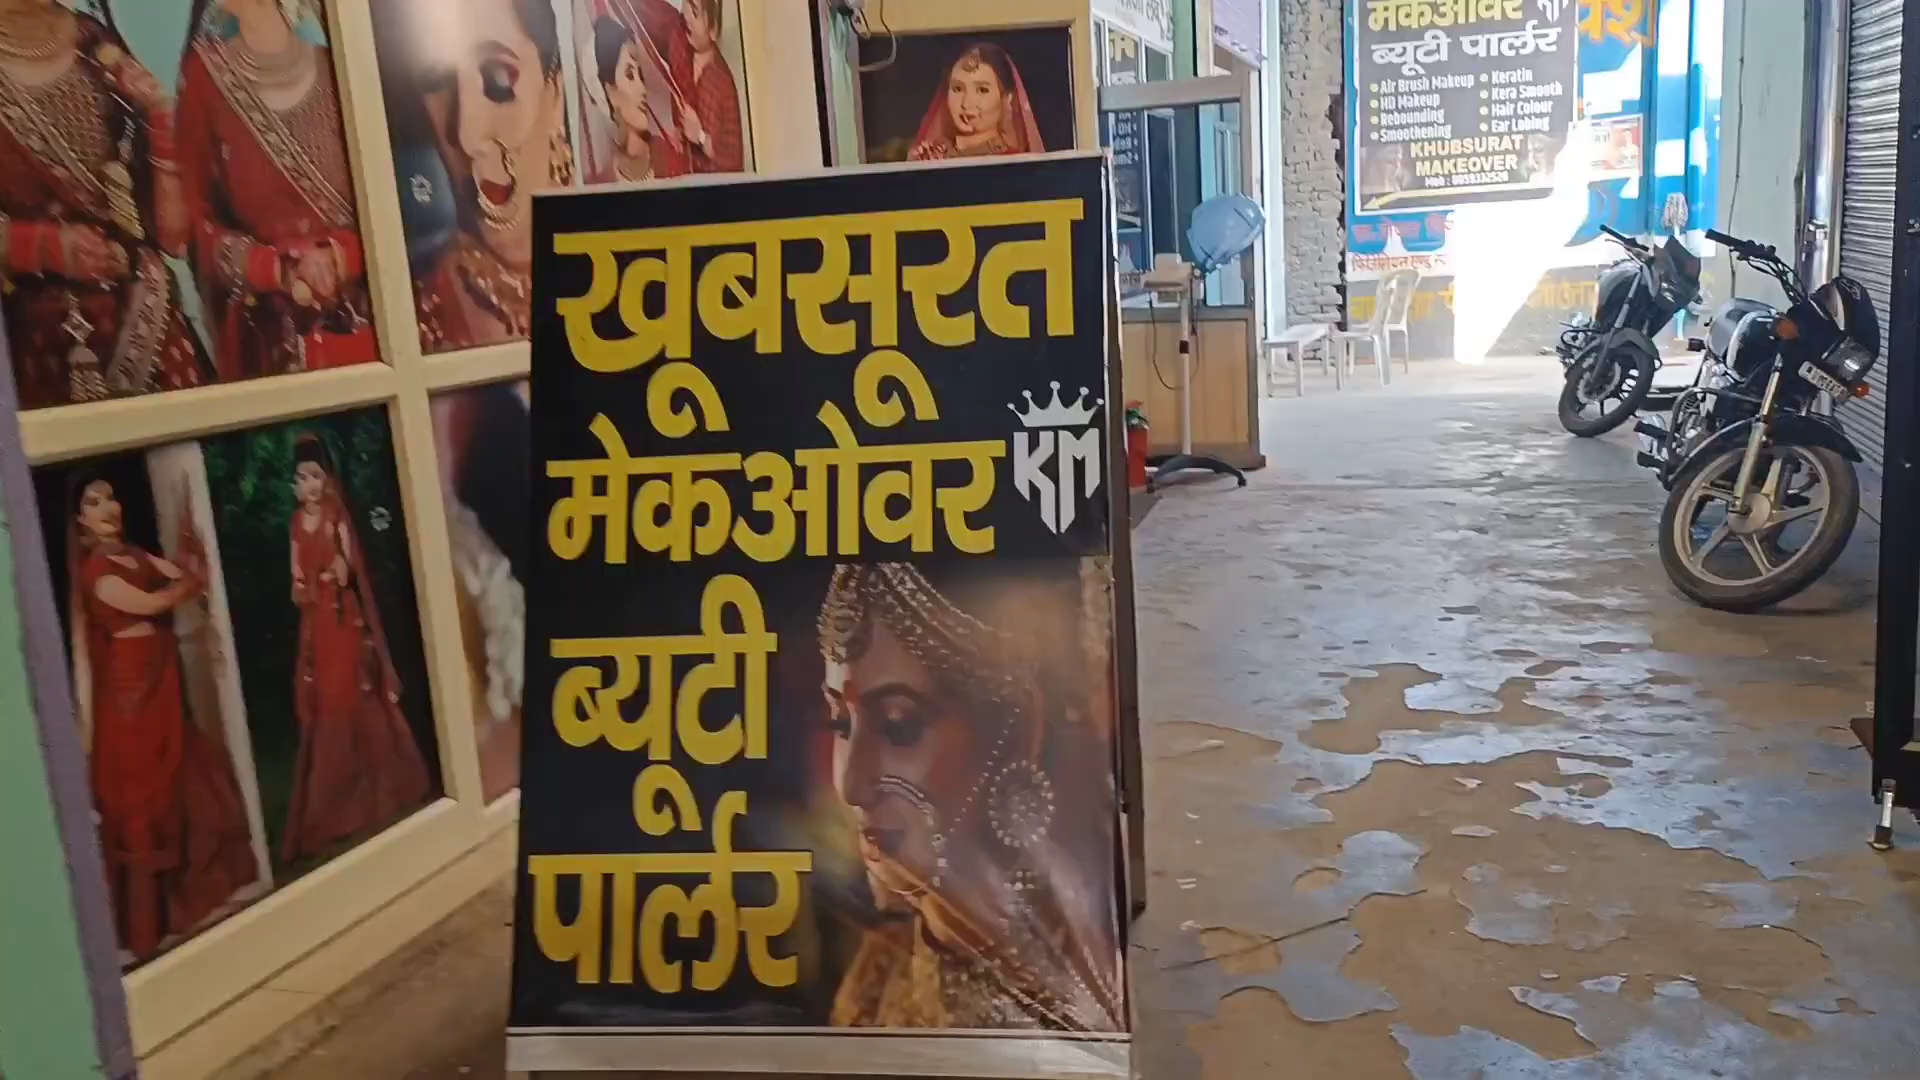 खूबसूरत
मेकओवर
KM
ब्यूटी
पार्लर
मेकओवर KM
ब्यूटी पार्लर
Air Brush Makeup
HD Makeup
Rebounding
Smoothening
Keratin
Kera Smooth
Hair Colour
Ear Lobing
KHUBSURAT
MAKEOVER